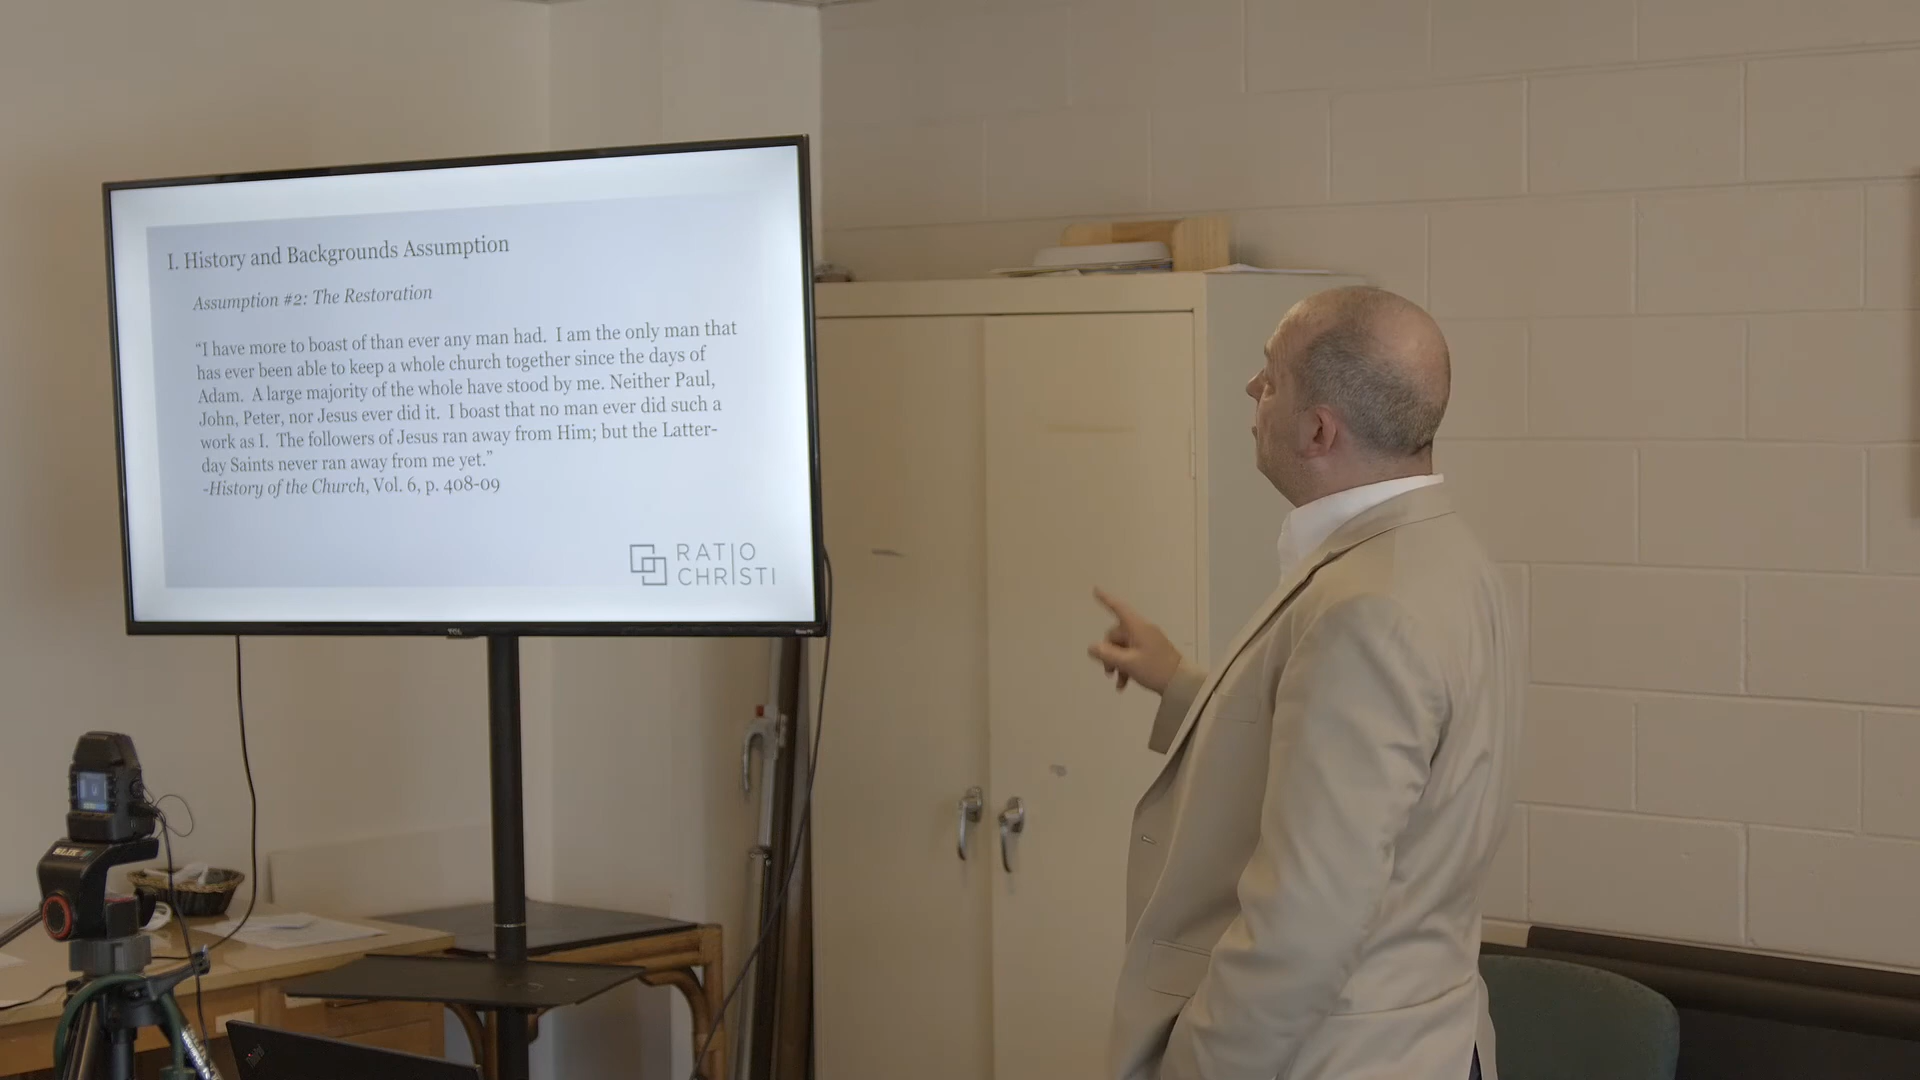 I. History and Backgrounds Assumption
Assumption #2: The Restoration
“I have more to boast of than ever any man had. I am the only man that
has ever been able to keep a whole church together since the days of
Adam. A large majority of the whole have stood by me. Neither Paul,
John, Peter, nor Jesus ever did it. I boast that no man ever did such a
work as I. The followers of Jesus ran away from Him; but the Latter-
day Saints never ran away from me yet.”
-History of the Church, Vol. 6, p. 408-09
RATIO
CHRISTI
TCL